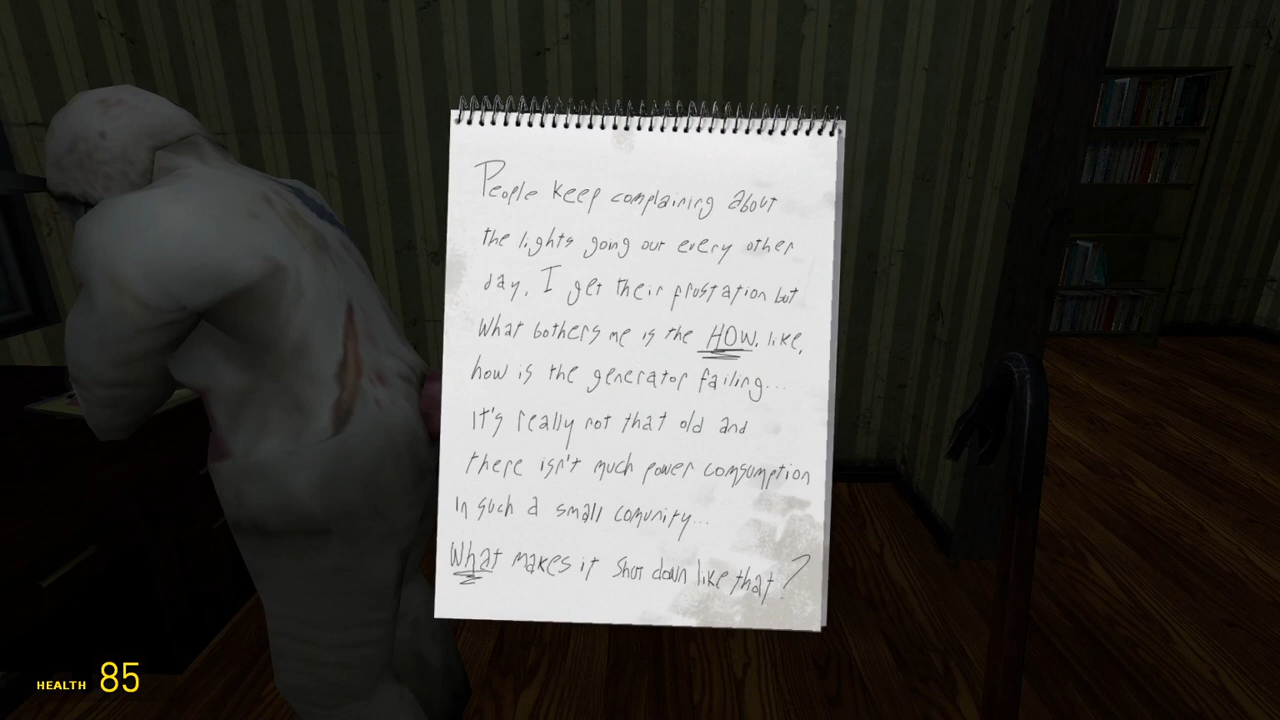 People keep complaining about
the lights going out every other
day, I get their frustation but
what bothers me is the HOW, like,
how is the generator failing...
It's really not that old and
there isn't much power comsumption
in such a small comunity...
What makes it shut down like that?
HEALTH 85